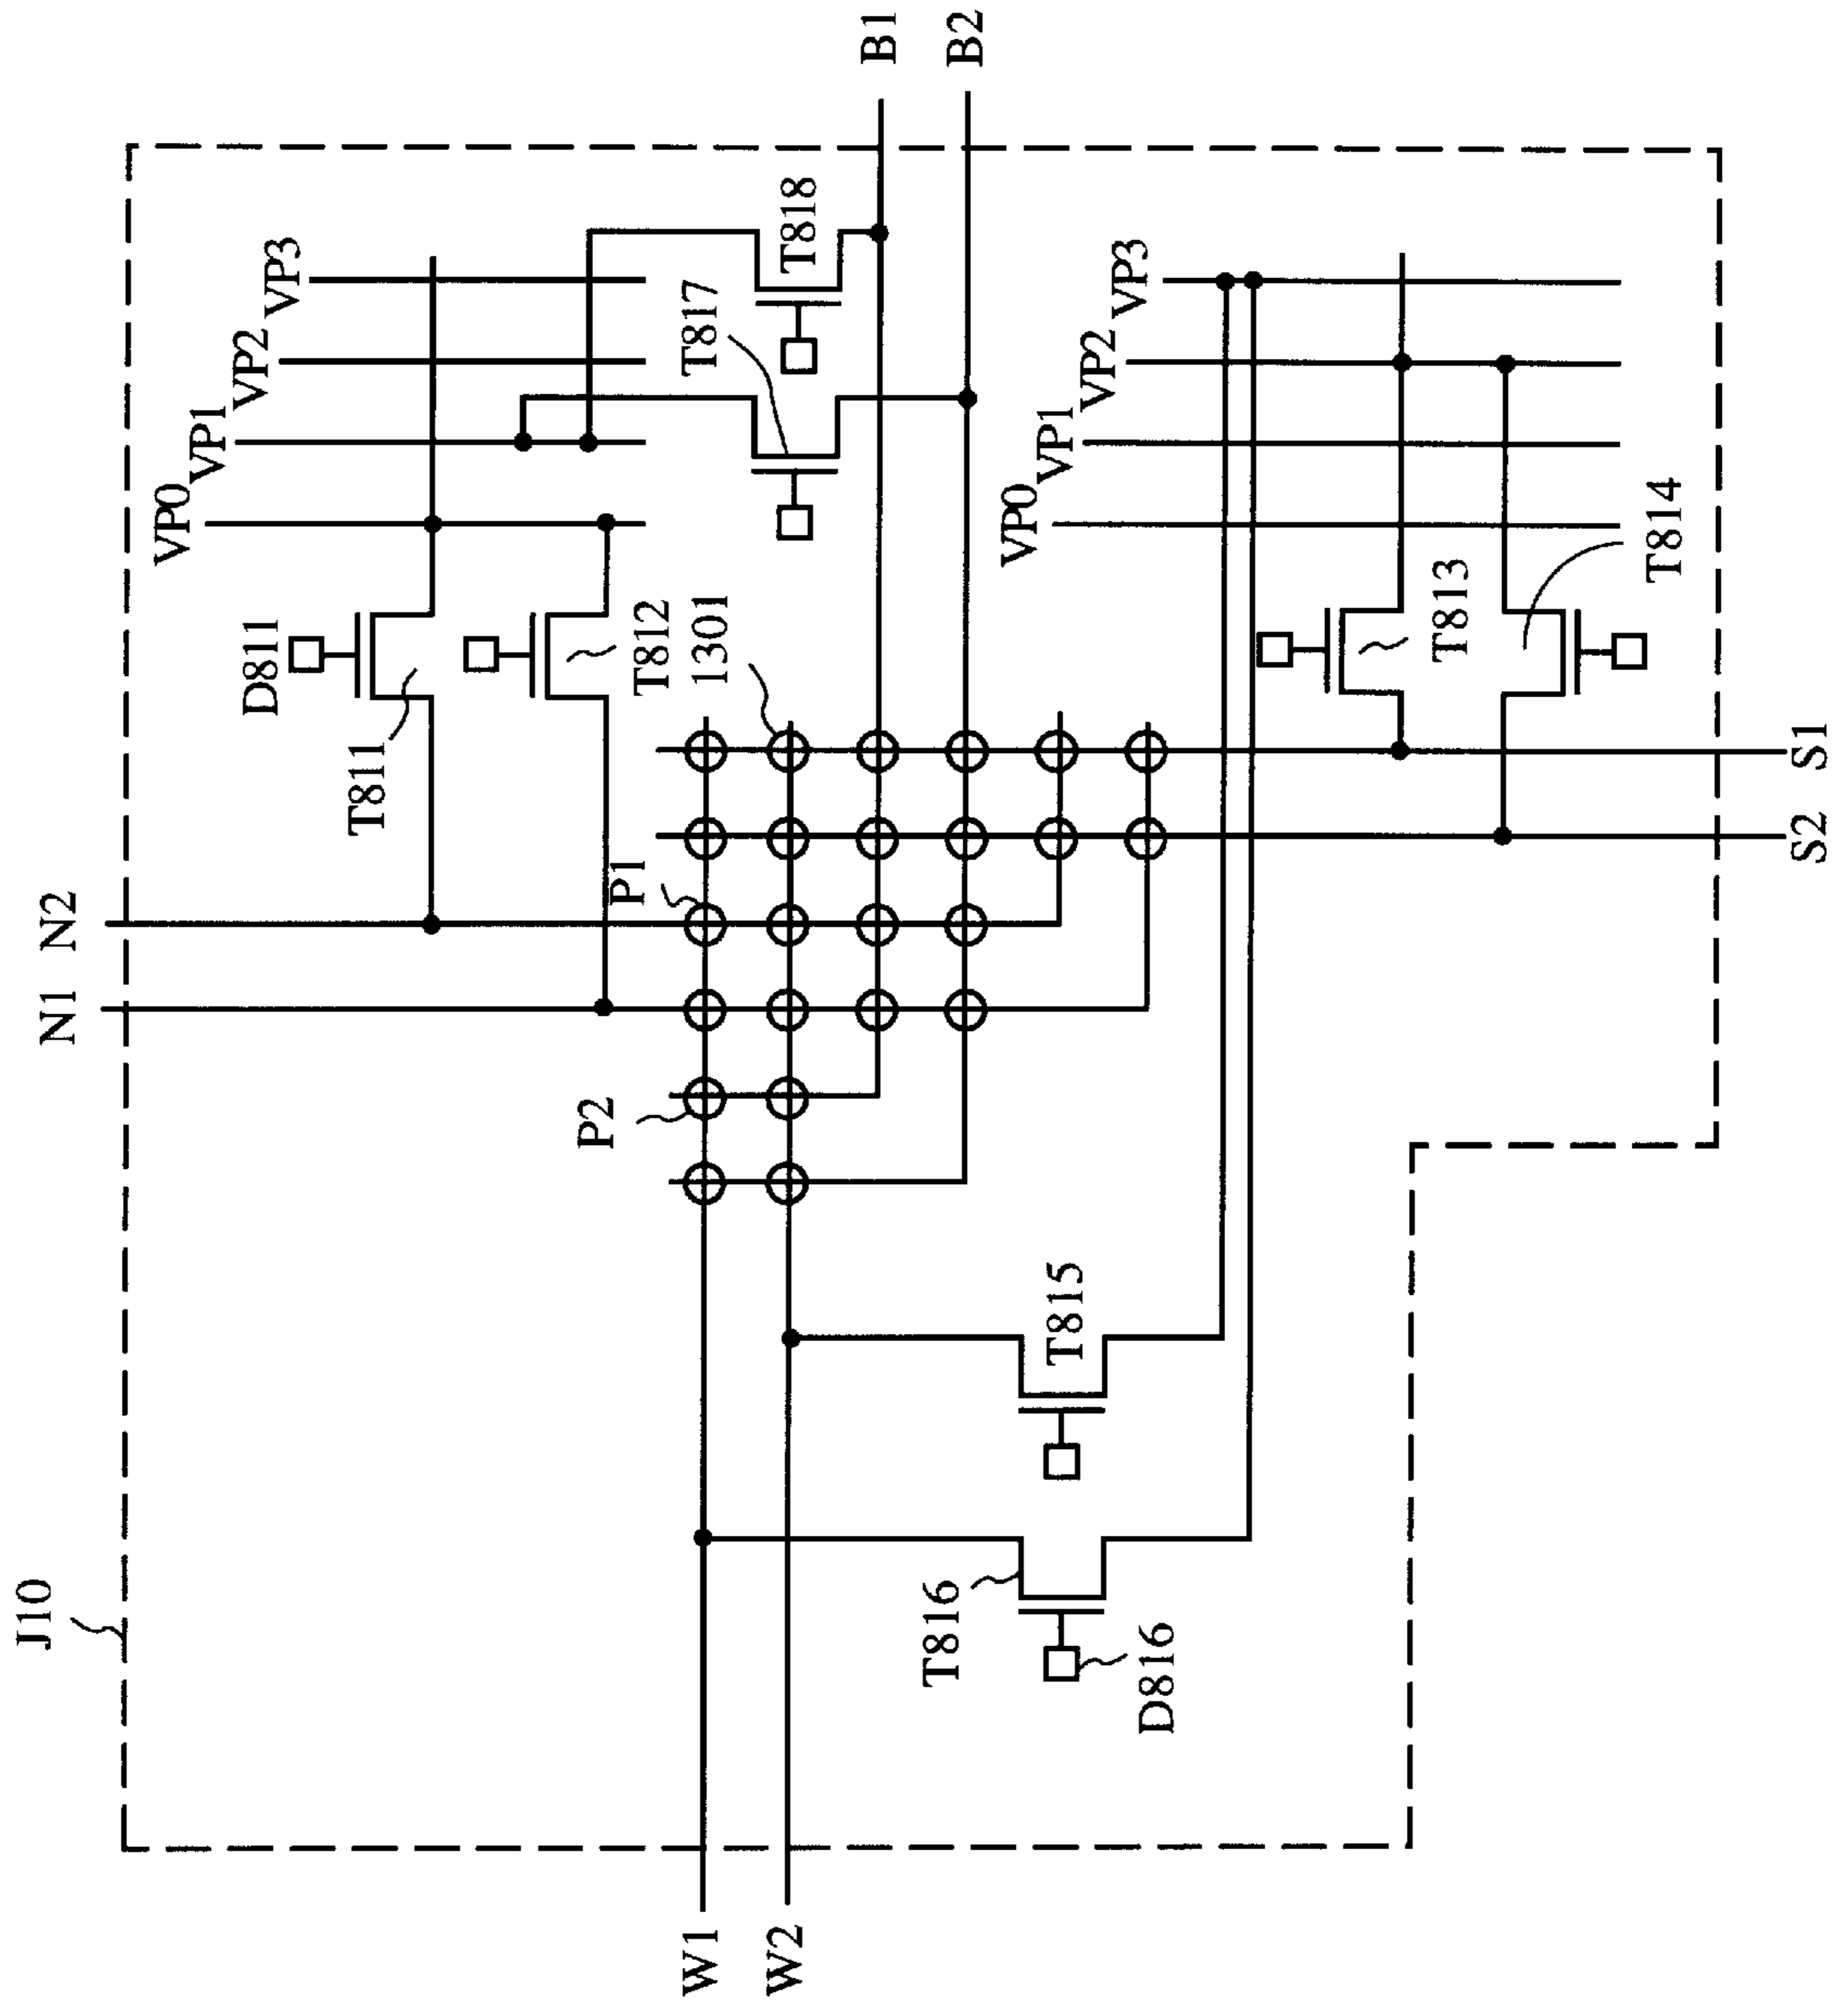 J10
N1
N2
B1
B2
VP0
VP1
VP2
VP3
D811
T811
T812
1301
P1
P2
T817
T818
VP0
VP1
VP2
VP3
T813
T814
T815
T816
D816
W1
W2
S2
S1